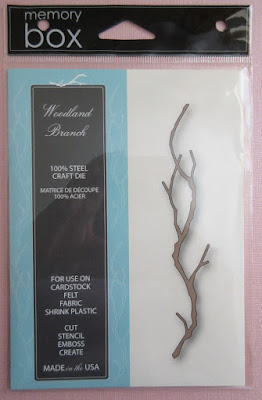 memory
box
Woodland
Branch
100% STEEL
CRAFT DIE
MATRICE DE DÉCOUPE
100% ACIER
FOR USE ON
CARDSTOCK
FELT
FABRIC
SHRINK PLASTIC
CUT
STENCIL
EMBOSS
CREATE
MADE in the USA